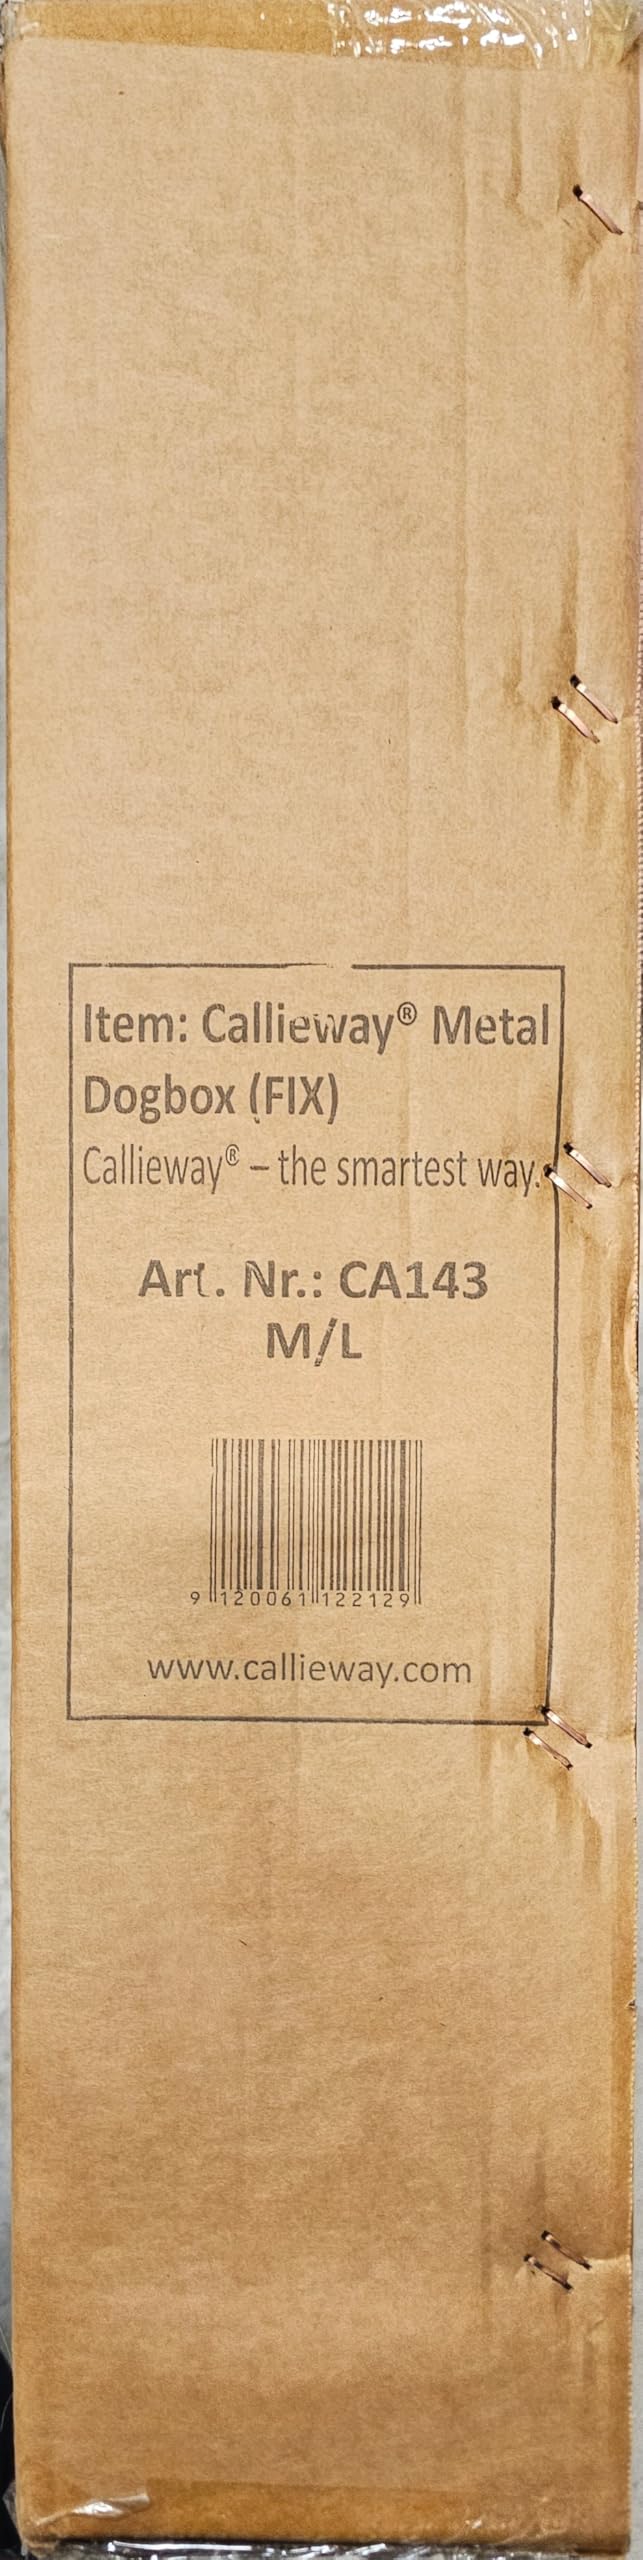 Item: Callieway® Metal
Dogbox (FIX)
Callieway® – the smartest way.
Art. Nr.: CA143
M/L
9 120061 122129
www.callieway.com